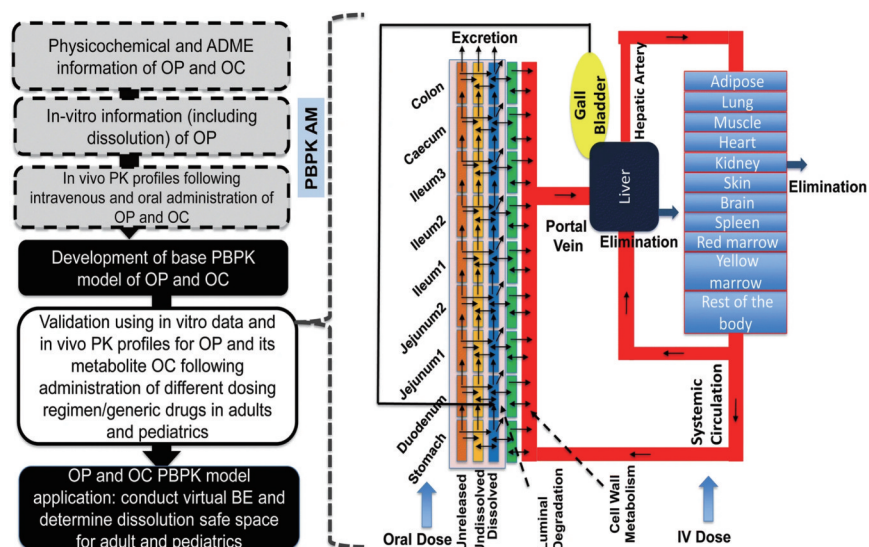 Physicochemical and ADME
information of OP and OC
In-vitro information (including
dissolution) of OP
In vivo PK profiles following
intravenous and oral administration of
OP and OC
Development of base PBPK
model of OP and OC
Validation using in vitro data and
in vivo PK profiles for OP and its
metabolite OC following
administration of different dosing
regimen/generic drugs in adults
and pediatrics
OP and OC PBPK model
application: conduct virtual BE and
determine dissolution safe space
for adult and pediatrics
PBPK AM
Excretion
Colon
Caecum
Ileum3
Ileum2
Ileum1
Jejunum2
Jejunum1
Duodenum
Stomach
Oral Dose
Unreleased
Undissolved
Dissolved
Luminal
Degradation
Cell Wall
Metabolism
Gall
Bladder
Hepatic Artery
Liver
Portal
Vein
Elimination
Adipose
Lung
Muscle
Heart
Kidney
Skin
Brain
Spleen
Red marrow
Yellow
marrow
Rest of the
body
Elimination
Systemic
Circulation
IV Dose